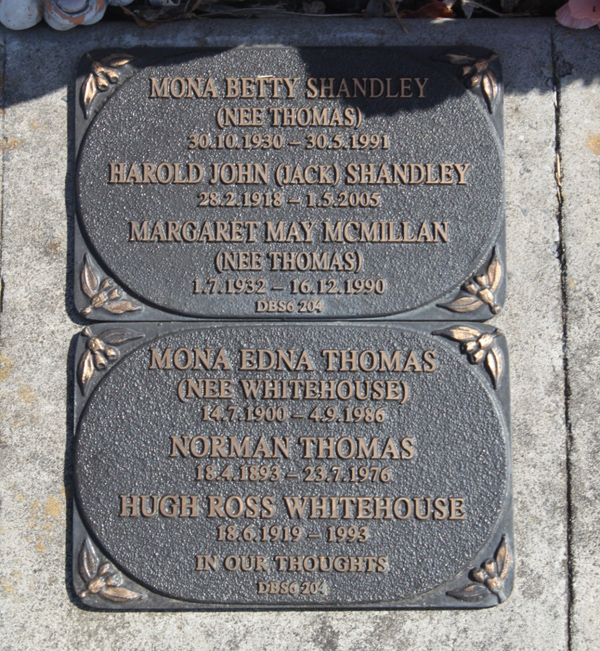 MONA BETTY SHANDLEY
(NEE THOMAS)
30.10.1930 – 30.5.1991
HAROLD JOHN (JACK) SHANDLEY
28.2.1918 – 1.5.2005
MARGARET MAY MCMILLAN
(NEE THOMAS)
1.7.1932 – 16.12.1990
DBS6 204
MONA EDNA THOMAS
(NEE WHITEHOUSE)
14.7.1900 – 4.9.1986
NORMAN THOMAS
18.4.1893 – 23.7.1976
HUGH ROSS WHITEHOUSE
18.6.1919 – 1993
IN OUR THOUGHTS
DBS6 204